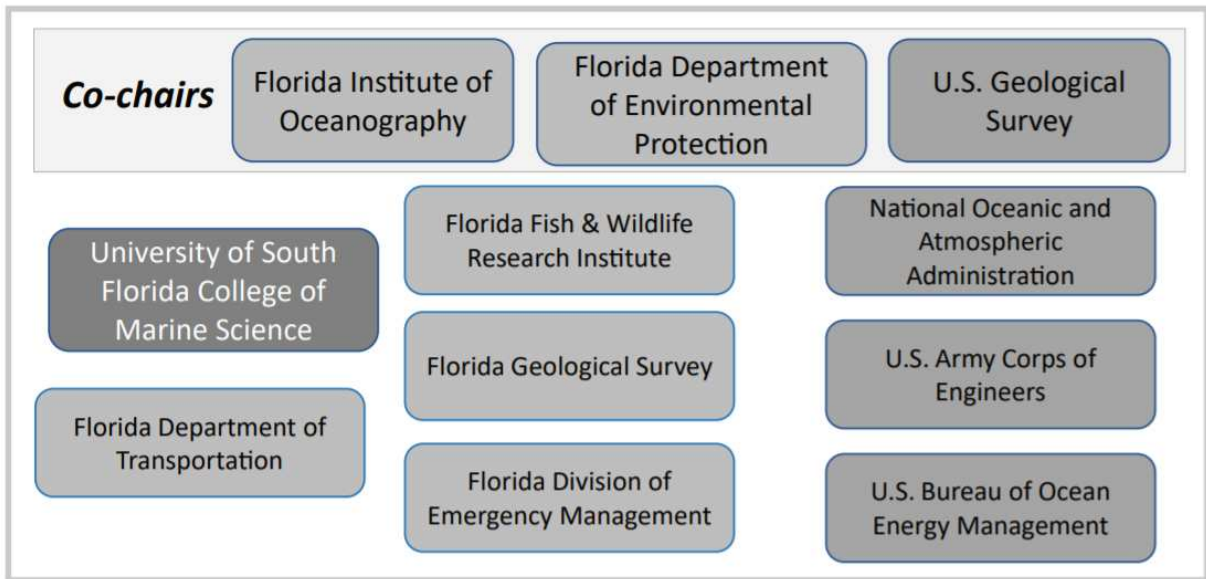 Co-chairs
Florida Institute of
Oceanography
Florida Department
of Environmental
Protection
U.S. Geological
Survey
University of South
Florida College of
Marine Science
Florida Department of
Transportation
Florida Fish & Wildlife
Research Institute
Florida Geological Survey
Florida Division of
Emergency Management
National Oceanic and
Atmospheric
Administration
U.S. Army Corps of
Engineers
U.S. Bureau of Ocean
Energy Management